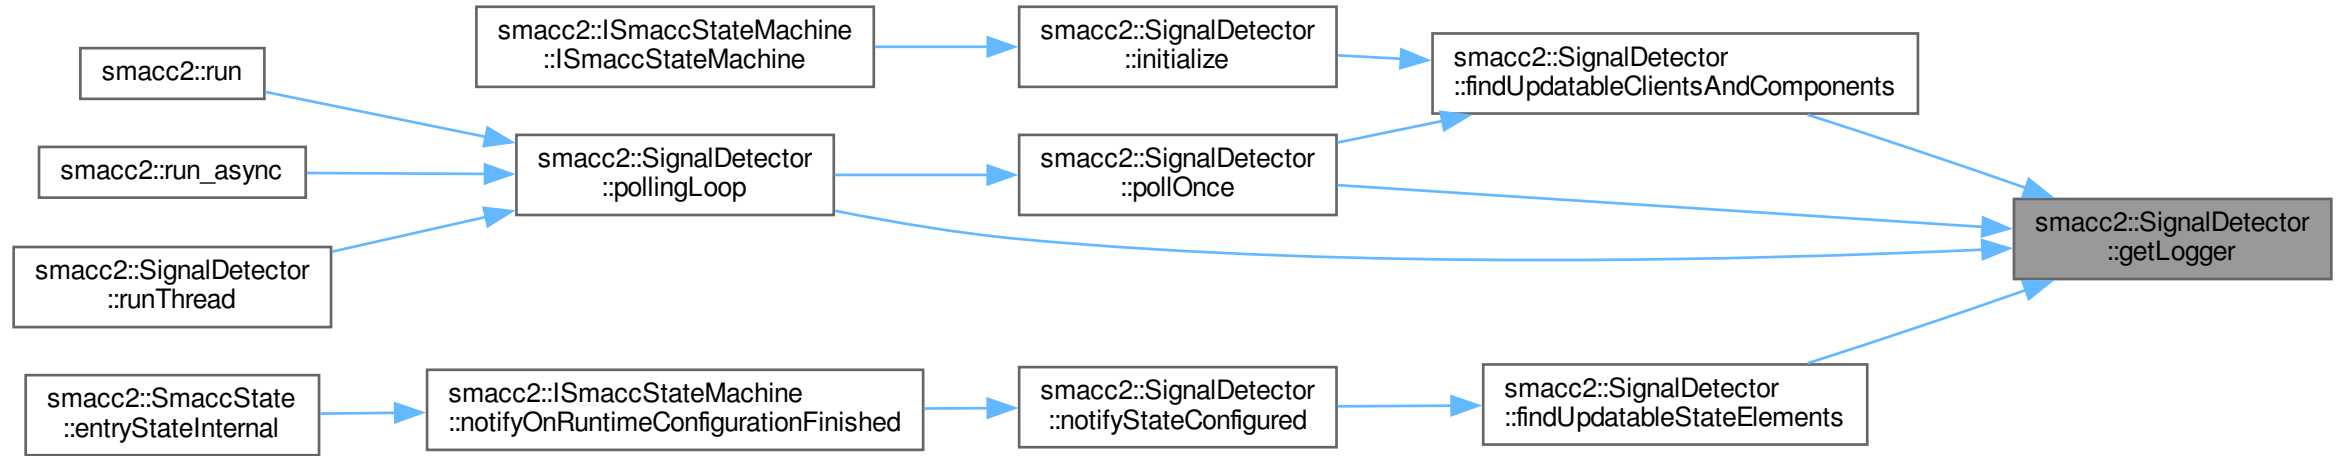 smacc2::run
smacc2::run_async
smacc2::SignalDetector
::runThread
smacc2::SmaccState
::entryStateInternal
smacc2::ISmaccStateMachine
::ISmaccStateMachine
smacc2::SignalDetector
::pollingLoop
smacc2::ISmaccStateMachine
::notifyOnRuntimeConfigurationFinished
smacc2::SignalDetector
::initialize
smacc2::SignalDetector
::pollOnce
smacc2::SignalDetector
::notifyStateConfigured
smacc2::SignalDetector
::findUpdatableClientsAndComponents
smacc2::SignalDetector
::findUpdatableStateElements
smacc2::SignalDetector
::getLogger